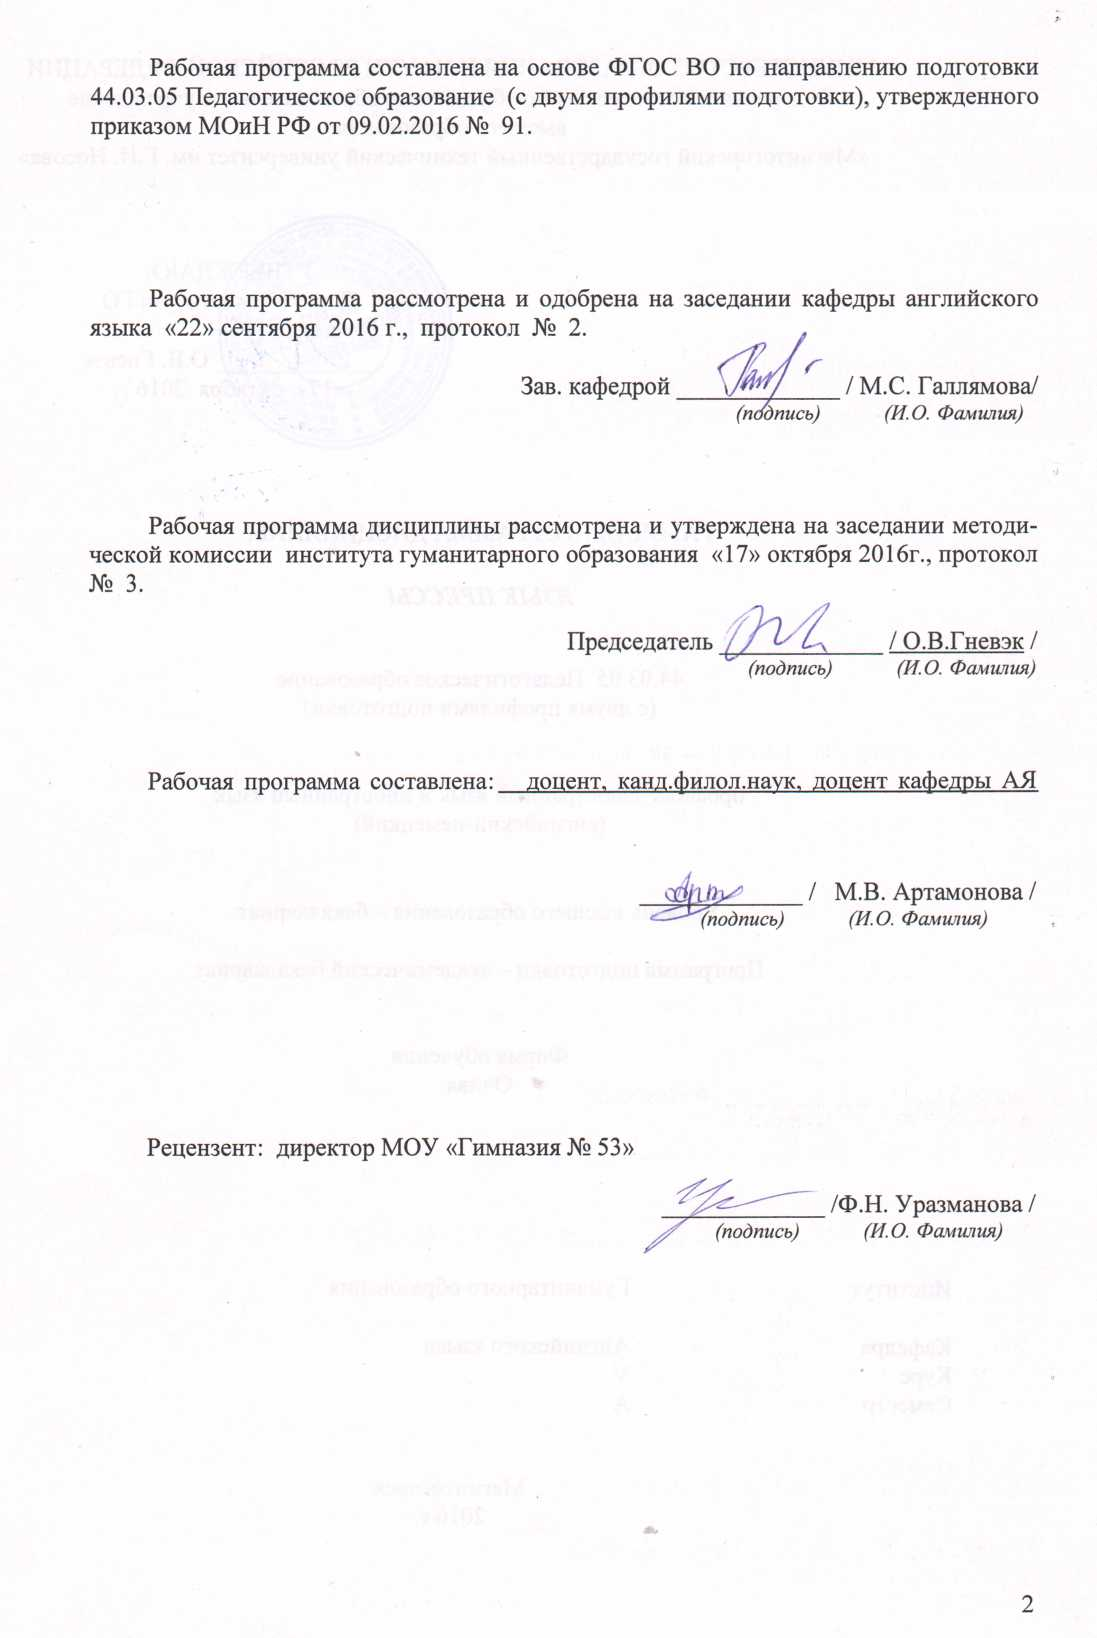 Рабочая программа составлена на основе ФГОС ВО по направлению подготовки
44.03.05 Педагогическое образование (с двумя профилями подготовки), утвержденного
приказом МОиН РФ от 09.02.2016 № 91.
Рабочая программа рассмотрена и одобрена на заседании кафедры английского
языка «22» сентября 2016 г., протокол № 2.
Зав. кафедрой _____________ / М.С. Галлямова/
(подпись) (И.О. Фамилия)
Рабочая программа дисциплины рассмотрена и утверждена на заседании методи-
ческой комиссии института гуманитарного образования «17» октября 2016г., протокол
№ 3.
Председатель _____________ / О.В.Гневэк /
(подпись) (И.О. Фамилия)
Рабочая программа составлена: доцент, канд.филол.наук, доцент кафедры АЯ
_____________ / М.В. Артамонова /
(подпись) (И.О. Фамилия)
Рецензент: директор МОУ «Гимназия № 53»
_____________ /Ф.Н. Уразманова /
(подпись) (И.О. Фамилия)
2